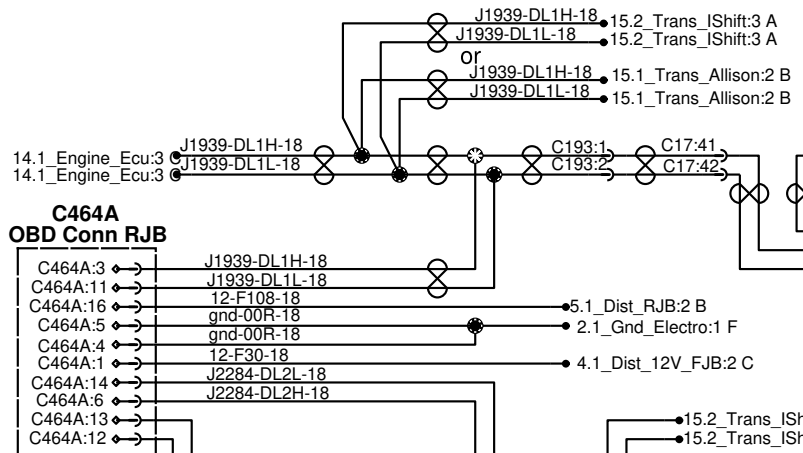 J1939-DL1H-18 15.2_Trans_IShift:3 A
J1939-DL1L-18 15.2_Trans_IShift:3 A
or
J1939-DL1H-18 15.1_Trans_Allison:2 B
J1939-DL1L-18 15.1_Trans_Allison:2 B
14.1_Engine_Ecu:3 C J1939-DL1H-18 C193:1 C17:41
14.1_Engine_Ecu:3 C J1939-DL1L-18 C193:2 C17:42
C464A
OBD Conn RJB
C464A:3 J1939-DL1H-18
C464A:11 J1939-DL1L-18
C464A:16 12-F108-18 5.1_Dist_RJB:2 B
C464A:5 gnd-00R-18 2.1_Gnd_Electro:1 F
C464A:4 gnd-00R-18
C464A:1 12-F30-18 4.1_Dist_12V_FJB:2 C
C464A:14 J2284-DL2L-18
C464A:6 J2284-DL2H-18
C464A:13 15.2_Trans_ISh
C464A:12 15.2_Trans_ISh